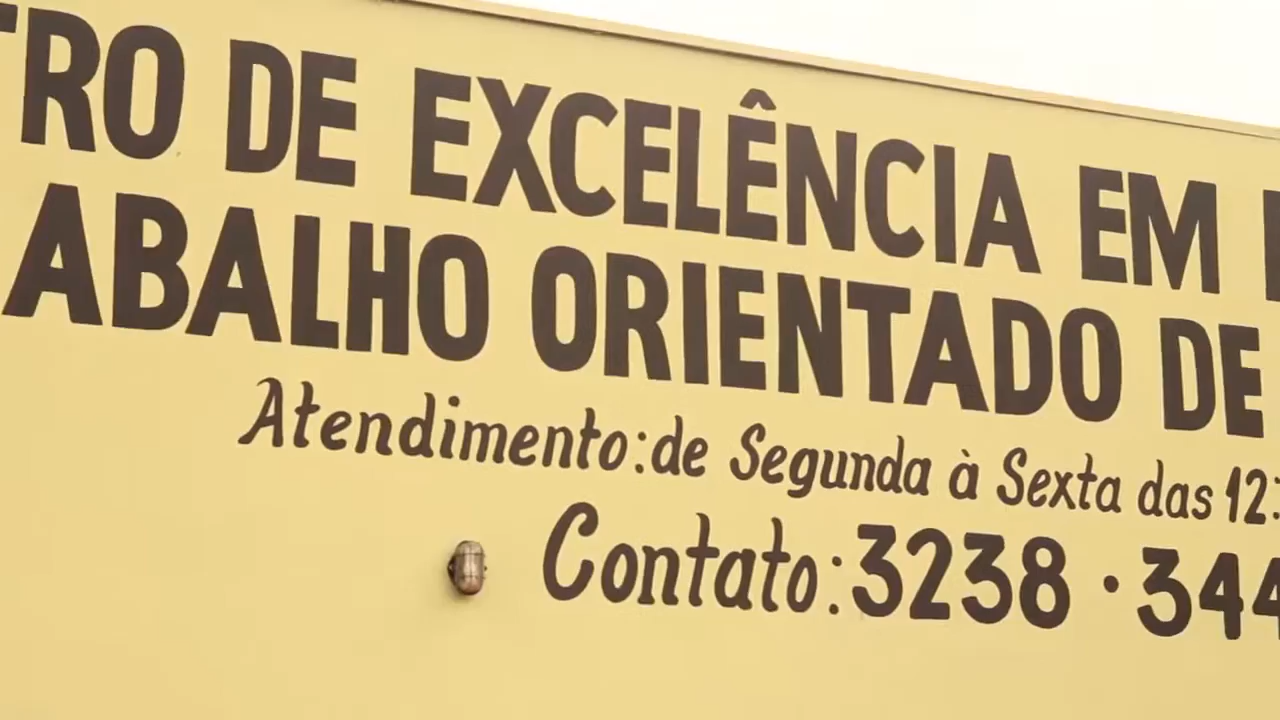 TRO DE EXCELÊNCIA EM
ABALHO ORIENTADO DE
Atendimento:de Segunda à Sexta das 12:
Contato:3238 · 344